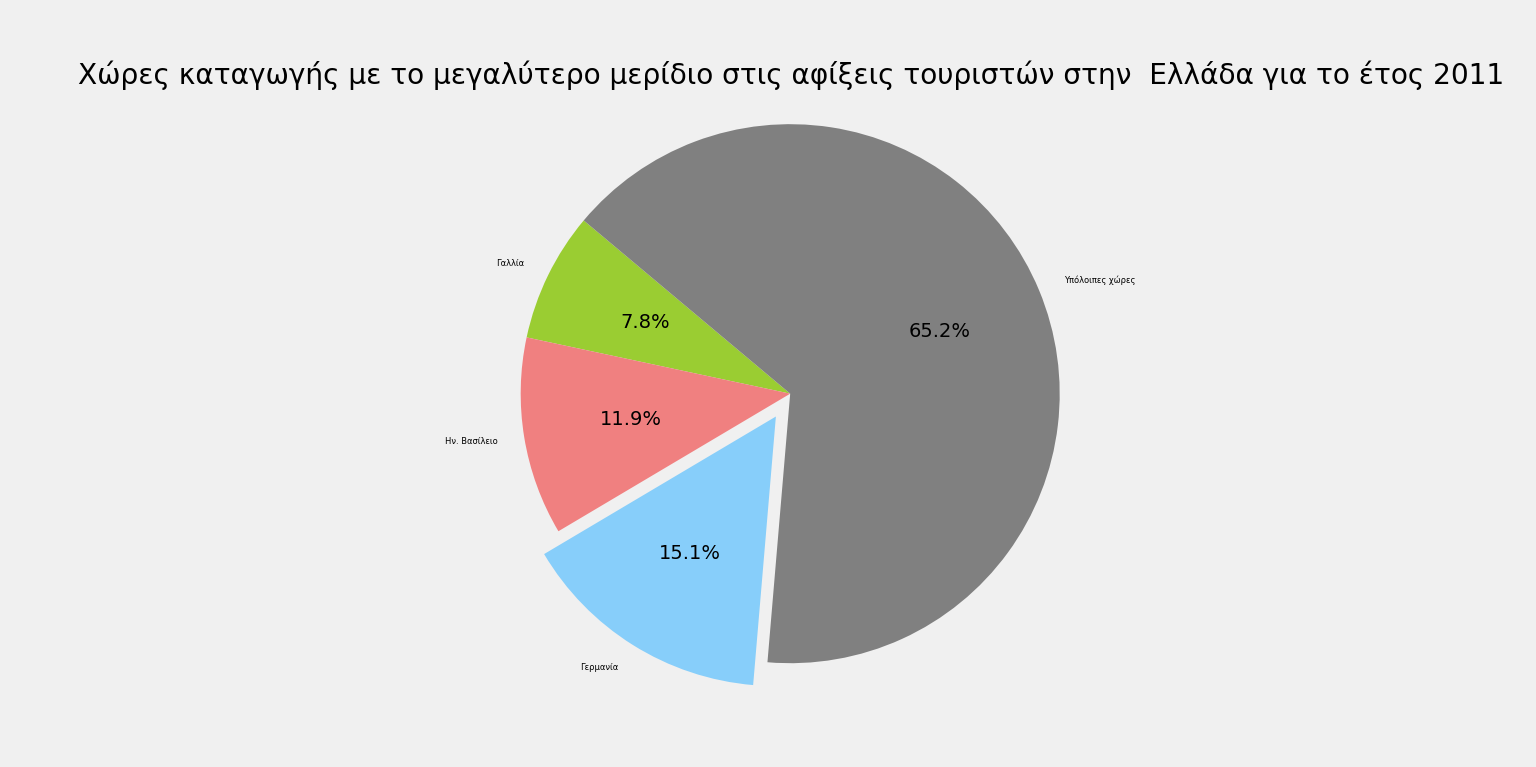 Χώρες καταγωγής με το μεγαλύτερο μερίδιο στις αφίξεις τουριστών στην  Ελλάδα για το έτος 2011
Γαλλία
Υπόλοιπες χώρες
7.8%
65.2%
11.9%
Ην. Βασίλειο
15.1%
Γερμανία